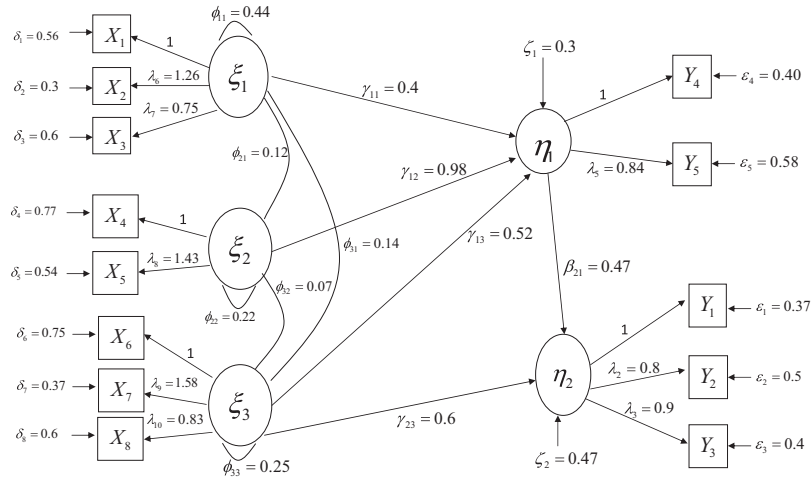 ϕ₁₁ = 0.44
δ₁ = 0.56
X₁
1
ξ₁
ζ₁ = 0.3
δ₂ = 0.3
X₂
λ₆ = 1.26
γ₁₁ = 0.4
1
Y₄
ε₄ = 0.40
δ₃ = 0.6
X₃
λ₇ = 0.75
ϕ₂₁ = 0.12
η₁
λ₅ = 0.84
Y₅
ε₅ = 0.58
γ₁₂ = 0.98
δ₄ = 0.77
X₄
1
ξ₂
ϕ₃₁ = 0.14
γ₁₃ = 0.52
δ₅ = 0.54
X₅
λ₈ = 1.43
β₂₁ = 0.47
ϕ₃₂ = 0.07
ϕ₂₂ = 0.22
1
Y₁
ε₁ = 0.37
δ₆ = 0.75
X₆
1
η₂
λ₂ = 0.8
Y₂
ε₂ = 0.5
δ₇ = 0.37
X₇
λ₉ = 1.58
ξ₃
λ₃ = 0.9
δ₈ = 0.6
X₈
λ₁₀ = 0.83
γ₂₃ = 0.6
Y₃
ε₃ = 0.4
ϕ₃₃ = 0.25
ζ₂ = 0.47